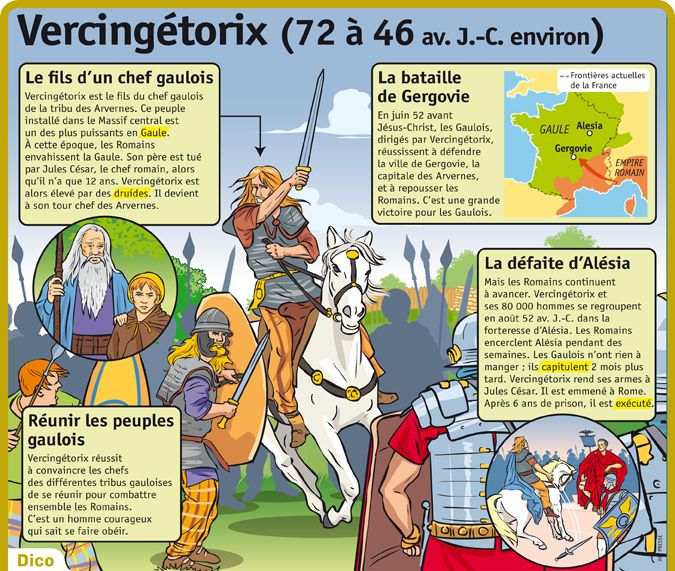 Vercingétorix (72 à 46 av. J.-C. environ)
Le fils d'un chef gaulois
Vercingétorix est le fils du chef gaulois
de la tribu des Arvernes. Ce peuple
installé dans le Massif central est
un des plus puissants en Gaule.
À cette époque, les Romains
envahissent la Gaule. Son père est tué
par Jules César, le chef romain, alors
qu'il n'a que 12 ans. Vercingétorix est
alors élevé par des druides. Il devient
à son tour chef des Arvernes.
La bataille
de Gergovie
En juin 52 avant
Jésus-Christ, les Gaulois,
dirigés par Vercingétorix,
réussissent à défendre
la ville de Gergovie, la
capitale des Arvernes,
et à repousser les
Romains. C'est une grande
victoire pour les Gaulois.
Frontières actuelles
de la France
GAULE
Alesia
Gergovie
EMPIRE
ROMAIN
La défaite d'Alésia
Mais les Romains continuent
à avancer. Vercingétorix et
ses 80 000 hommes se regroupent
en août 52 av. J.-C. dans la
forteresse d'Alésia. Les Romains
encerclent Alésia pendant des
semaines. Les Gaulois n'ont rien à
manger ; ils capitulent 2 mois plus
tard. Vercingétorix rend ses armes à
Jules César. Il est emmené à Rome.
Après 6 ans de prison, il est exécuté.
Réunir les peuples
gaulois
Vercingétorix réussit
à convaincre les chefs
des différentes tribus gauloises
de se réunir pour combattre
ensemble les Romains.
C'est un homme courageux
qui sait se faire obéir.
Dico